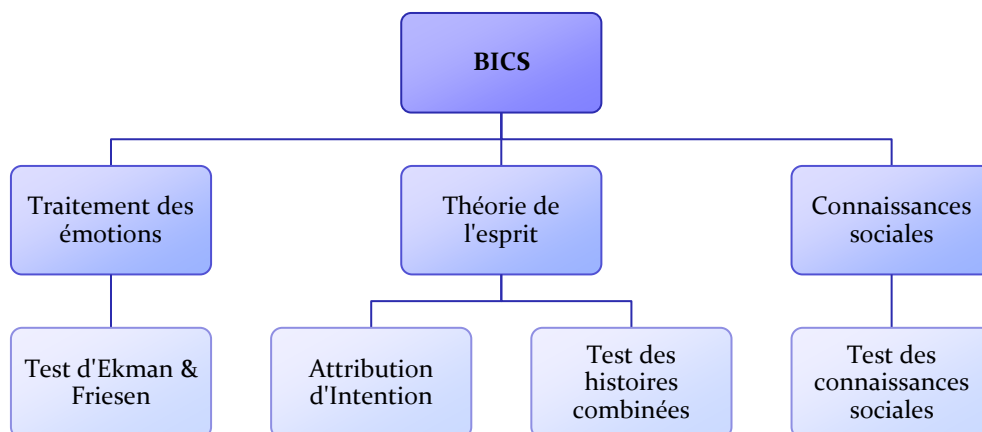 BICS
Traitement des
émotions
Théorie de
l'esprit
Connaissances
sociales
Test d'Ekman &
Friesen
Attribution
d'Intention
Test des
histoires
combinées
Test des
connaissances
sociales